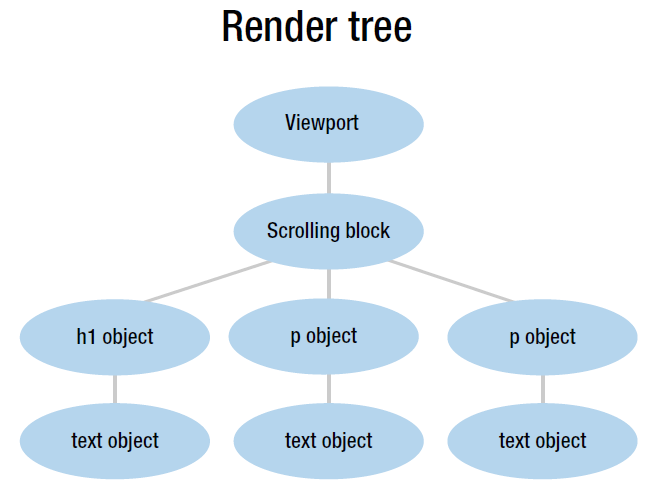 Render tree
Viewport
Scrolling block
h1 object
p object
p object
text object
text object
text object